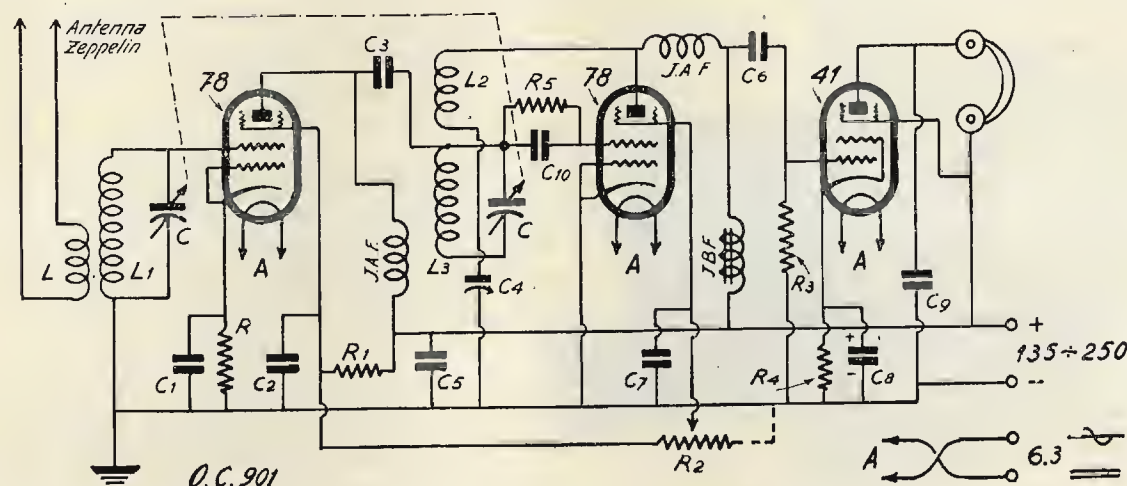 Antenna
Zeppelin
78
C3
L2
R5
J.A.F.
C6
78
41
C10
L
L1
C
A
J.A.F.
L3
C
C4
A
J.B.F.
R3
A
C9
C1
R
C2
R1
C5
C7
R4
+
-
C8
+
135÷250
--
R2
A
6.3
O.C. 901